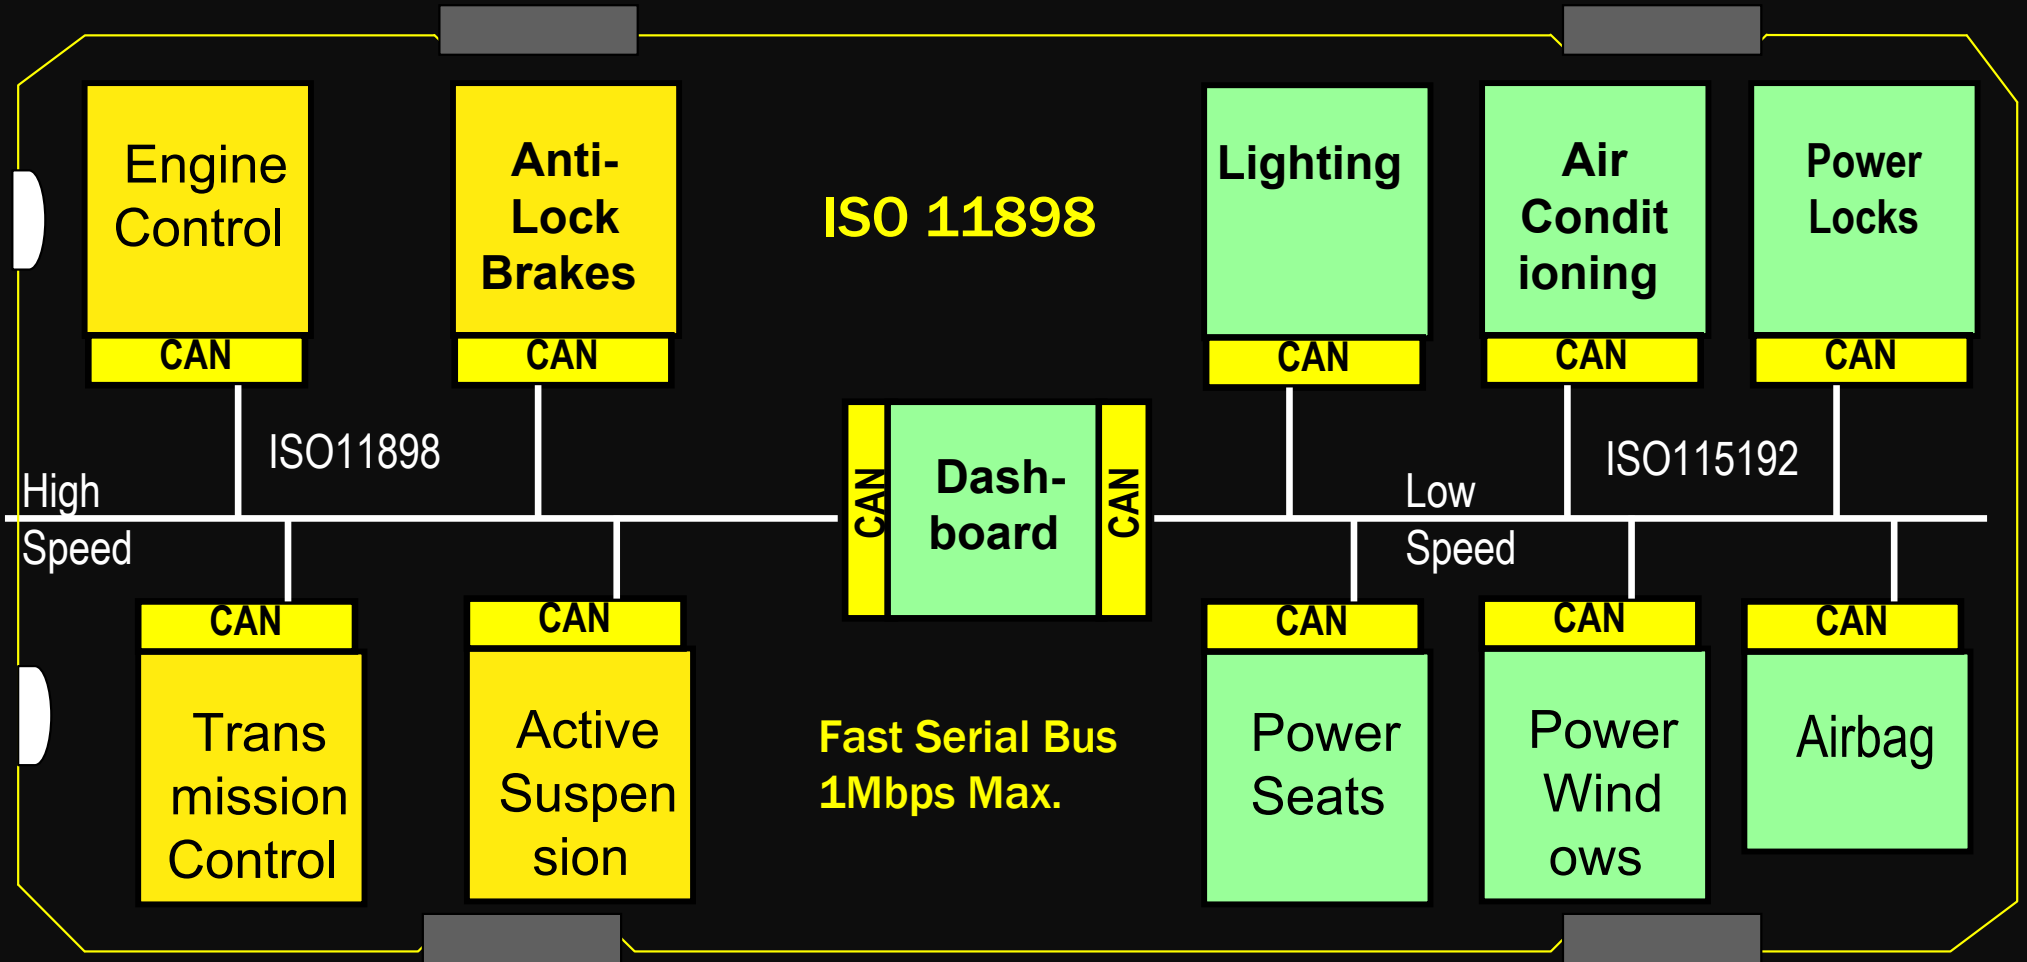 Engine
Control
CAN
Anti-
Lock
Brakes
CAN
ISO 11898
Lighting
CAN
Air
Condit
ioning
CAN
Power
Locks
CAN
ISO11898
High
Speed
CAN
Dash-
board
CAN
ISO115192
Low
Speed
CAN
Trans
mission
Control
CAN
Active
Suspen
sion
Fast Serial Bus
1Mbps Max.
CAN
Power
Seats
CAN
Power
Wind
ows
CAN
Airbag